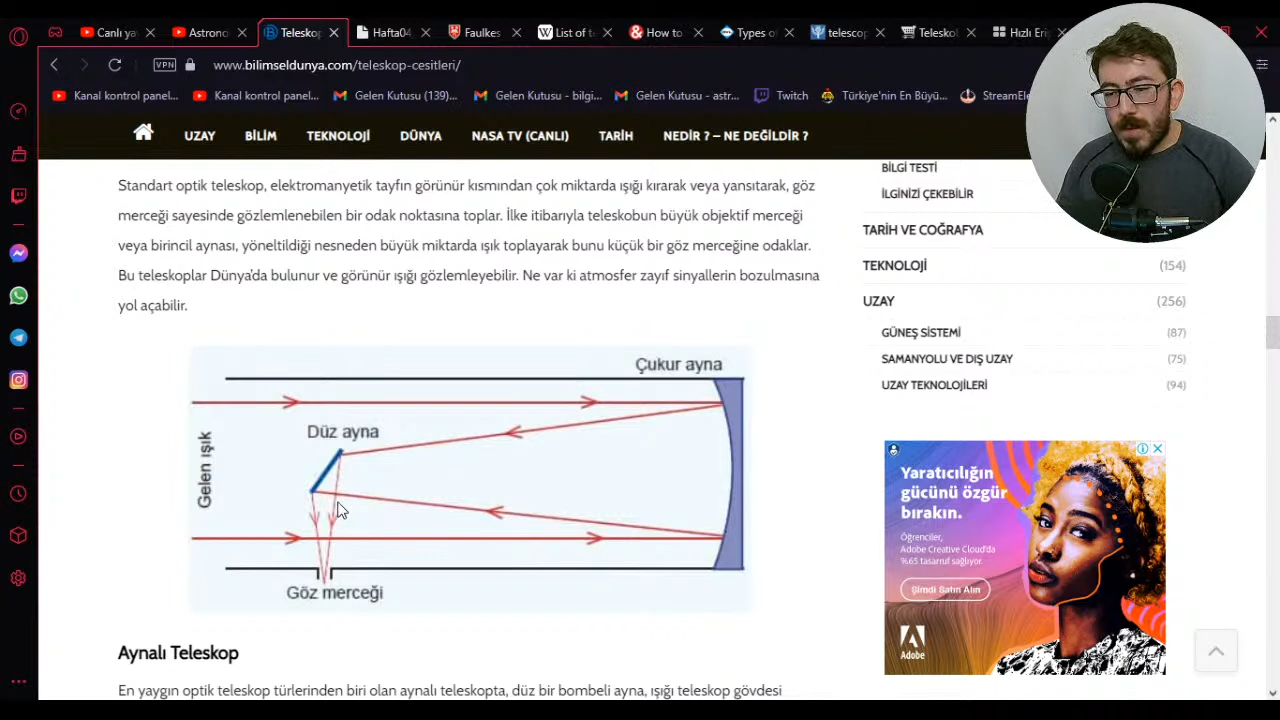 Canlı ya
Astrono
Teleskop
Hafta04
Faulkes
List of te
How to
Types of
telescop
Teleskol
Hızlı Eri
VPN
www.bilimseldunya.com/teleskop-cesitleri/
Kanal kontrol panel...
Kanal kontrol panel...
Gelen Kutusu (139)...
Gelen Kutusu - bilgi...
Gelen Kutusu - astr...
Twitch
Türkiye'nin En Büyü...
StreamEle
UZAY
BİLİM
TEKNOLOJİ
DÜNYA
NASA TV (CANLI)
TARİH
NEDİR ? – NE DEĞİLDİR ?
Standart optik teleskop, elektromanyetik tayfın görünür kısmından çok miktarda ışığı kırarak veya yansıtarak, göz
merceği sayesinde gözlemlenebilen bir odak noktasına toplar. İlke itibarıyla teleskobun büyük objektif merceği
veya birincil aynası, yöneltildiği nesneden büyük miktarda ışık toplayarak bunu küçük bir göz merceğine odaklar.
Bu teleskoplar Dünya'da bulunur ve görünür ışığı gözlemleyebilir. Ne var ki atmosfer zayıf sinyallerin bozulmasına
yol açabilir.
Çukur ayna
Düz ayna
Gelen ışık
Göz merceği
Aynalı Teleskop
En yaygın optik teleskop türlerinden biri olan aynalı teleskopta, düz bir bombeli ayna, ışığı teleskop gövdesi
BİLGİ TESTİ
İLGİNİZİ ÇEKEBİLİR
TARİH VE COĞRAFYA
TEKNOLOJİ (154)
UZAY (256)
GÜNEŞ SİSTEMİ (87)
SAMANYOLU VE DIŞ UZAY (75)
UZAY TEKNOLOJİLERİ (94)
Yaratıcılığın
gücünü özgür
bırakın.
Öğrenciler,
Adobe Creative Cloud'da
%65 tasarruf sağlıyor.
Şimdi Satın Alın
Adobe